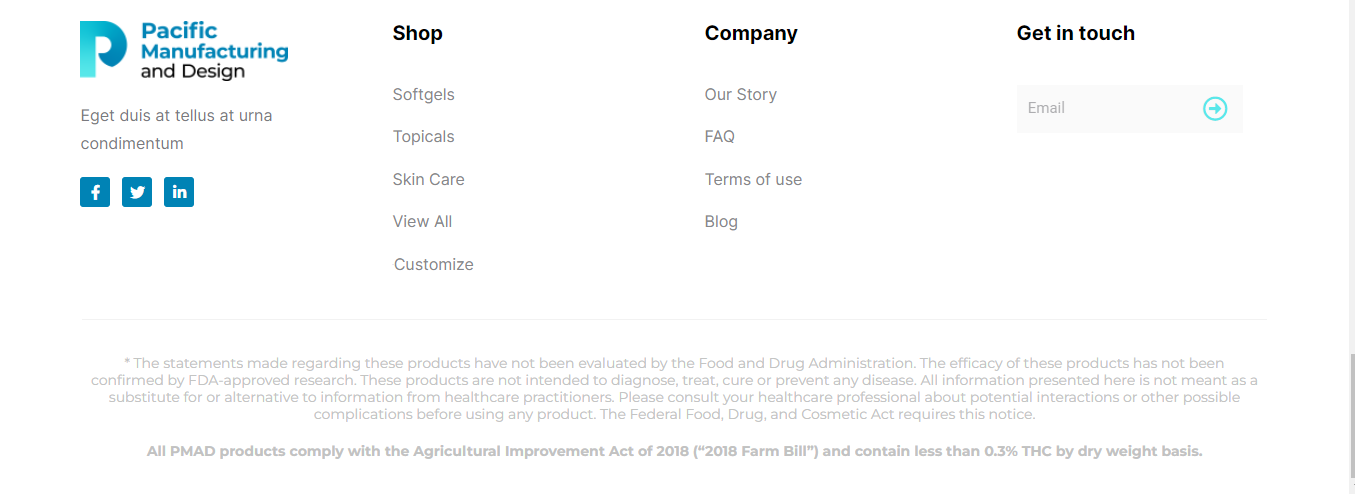 Pacific
Manufacturing
and Design
Eget duis at tellus at urna
condimentum
Shop
Softgels
Topicals
Skin Care
View All
Customize
Company
Our Story
FAQ
Terms of use
Blog
Get in touch
Email
* The statements made regarding these products have not been evaluated by the Food and Drug Administration. The efficacy of these products has not been
confirmed by FDA-approved research. These products are not intended to diagnose, treat, cure or prevent any disease. All information presented here is not meant as a
substitute for or alternative to information from healthcare practitioners. Please consult your healthcare professional about potential interactions or other possible
complications before using any product. The Federal Food, Drug, and Cosmetic Act requires this notice.
All PMAD products comply with the Agricultural Improvement Act of 2018 (“2018 Farm Bill”) and contain less than 0.3% THC by dry weight basis.